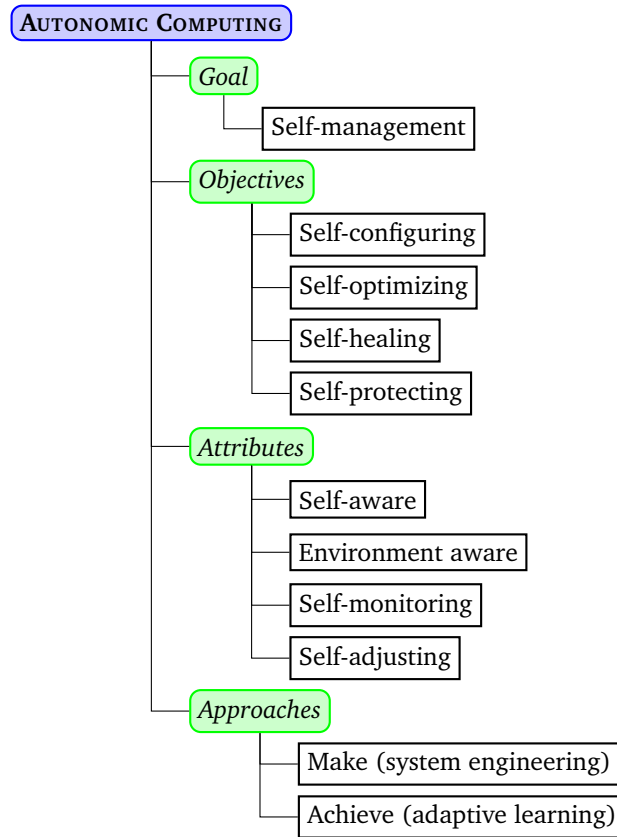 AUTONOMIC COMPUTING
Goal
Self-management
Objectives
Self-configuring
Self-optimizing
Self-healing
Self-protecting
Attributes
Self-aware
Environment aware
Self-monitoring
Self-adjusting
Approaches
Make (system engineering)
Achieve (adaptive learning)